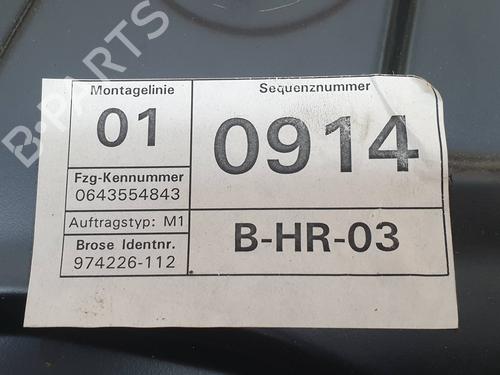 B-PARTS
Montagelinie
01
Sequenznummer
0914
Fzg-Kennummer
0643554843
Auftragstyp: M1
Brose Identnr.
974226-112
B-HR-03